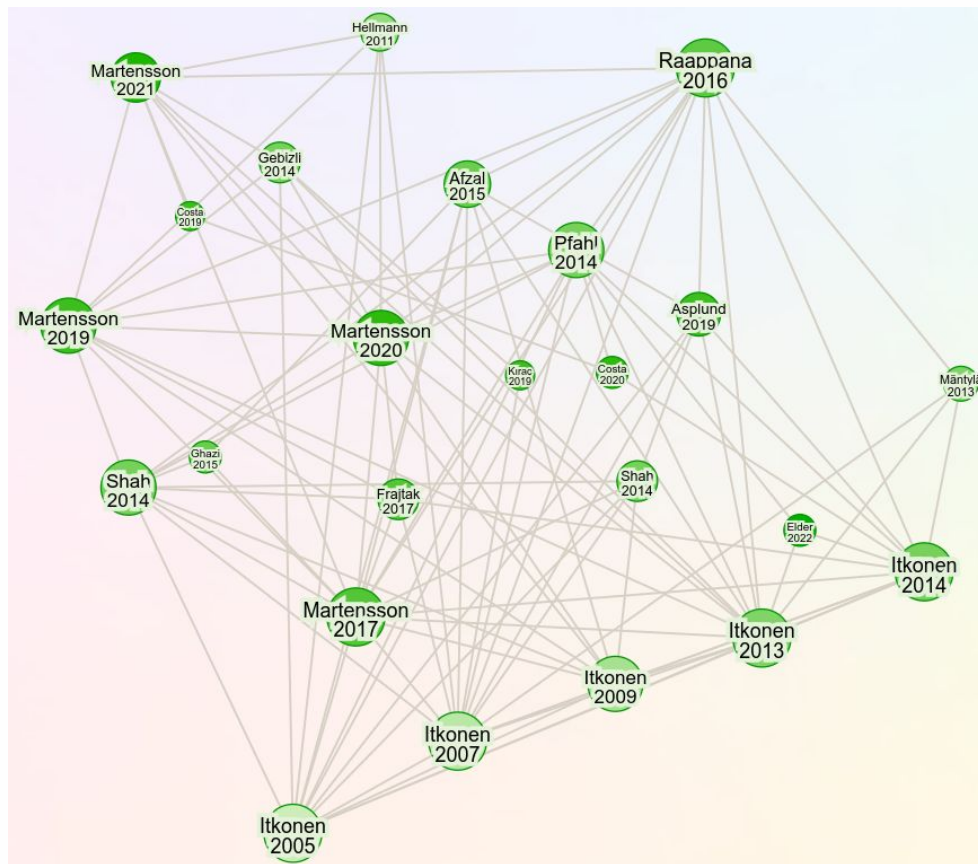 Hellmann
2011
Martensson
2021
Raappana
2016
Gebizli
2014
Afzal
2015
Costa
2019
Pfahl
2014
Martensson
2019
Martensson
2020
Asplund
2019
Kıraç
2019
Costa
2020
Mäntylä
2013
Ghazi
2015
Shah
2014
Frajtak
2017
Shah
2014
Elder
2022
Itkonen
2014
Martensson
2017
Itkonen
2013
Itkonen
2009
Itkonen
2007
Itkonen
2005